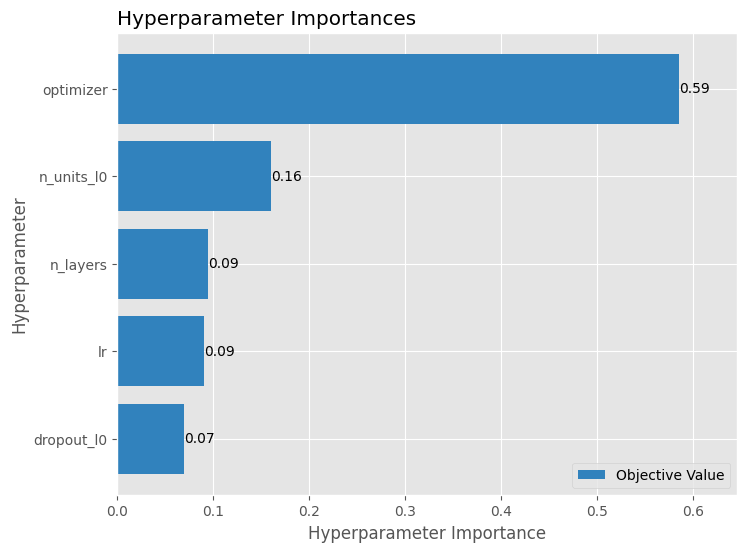 Hyperparameter Importances
Hyperparameter
optimizer
0.59
n_units_l0
0.16
n_layers
0.09
lr
0.09
dropout_l0
0.07
Objective Value
0.0 0.1 0.2 0.3 0.4 0.5 0.6
Hyperparameter Importance